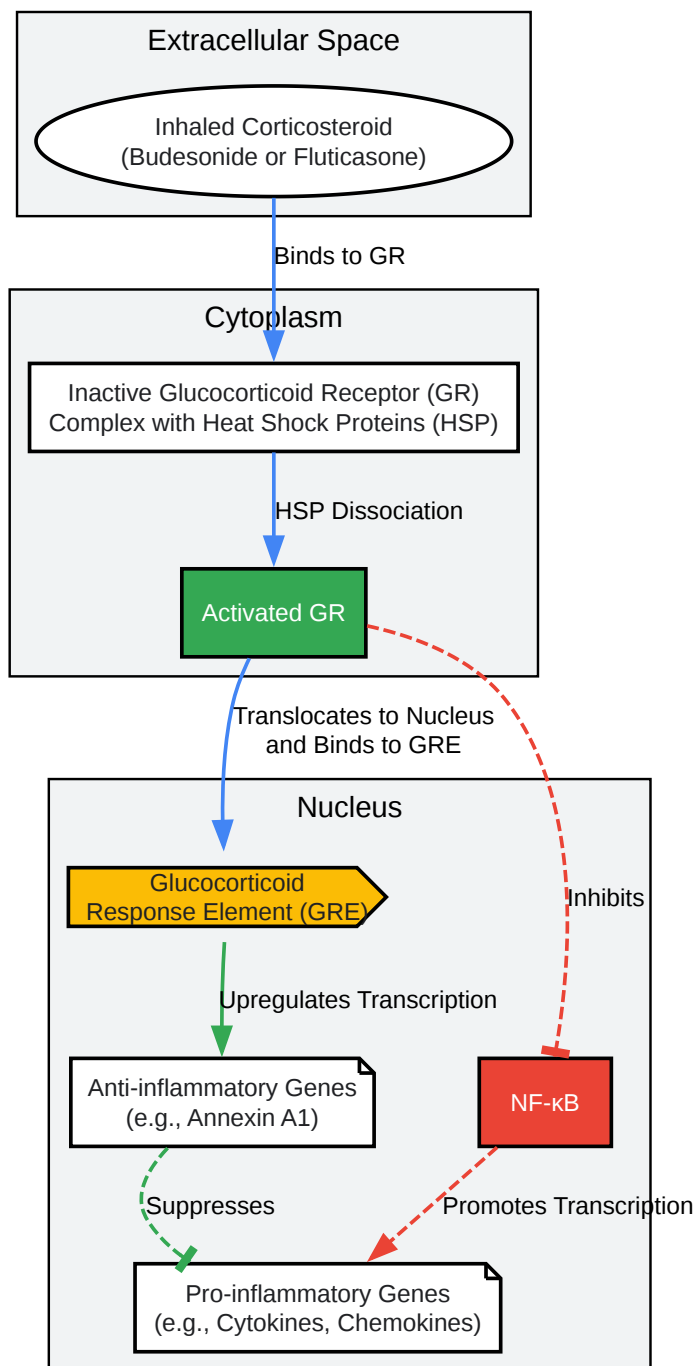 Extracellular Space
Inhaled Corticosteroid
(Budesonide or Fluticasone)
Binds to GR
Cytoplasm
Inactive Glucocorticoid Receptor (GR)
Complex with Heat Shock Proteins (HSP)
HSP Dissociation
Activated GR
Translocates to Nucleus
and Binds to GRE
Nucleus
Glucocorticoid
Response Element (GRE)
Inhibits
Upregulates Transcription
Anti-inflammatory Genes
(e.g., Annexin A1)
NF-κB
Suppresses
Promotes Transcription
Pro-inflammatory Genes
(e.g., Cytokines, Chemokines)